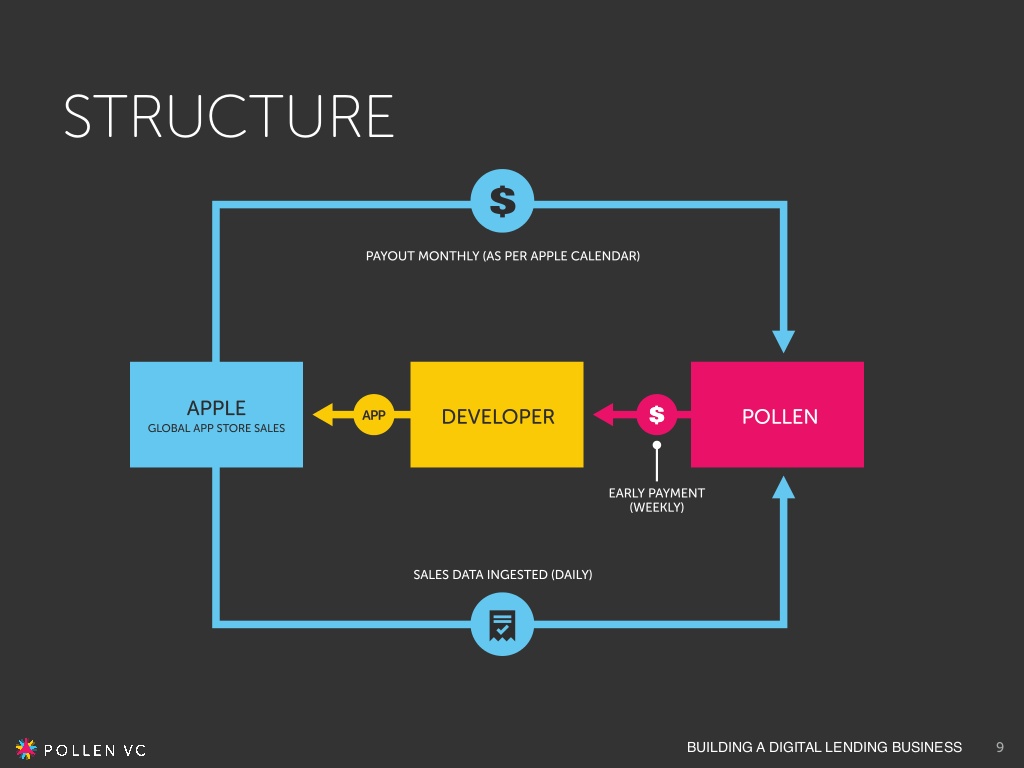 STRUCTURE
$
PAYOUT MONTHLY (AS PER APPLE CALENDAR)
APPLE
GLOBAL APP STORE SALES
APP
DEVELOPER
$
POLLEN
EARLY PAYMENT
(WEEKLY)
SALES DATA INGESTED (DAILY)
POLLEN VC
BUILDING A DIGITAL LENDING BUSINESS
9